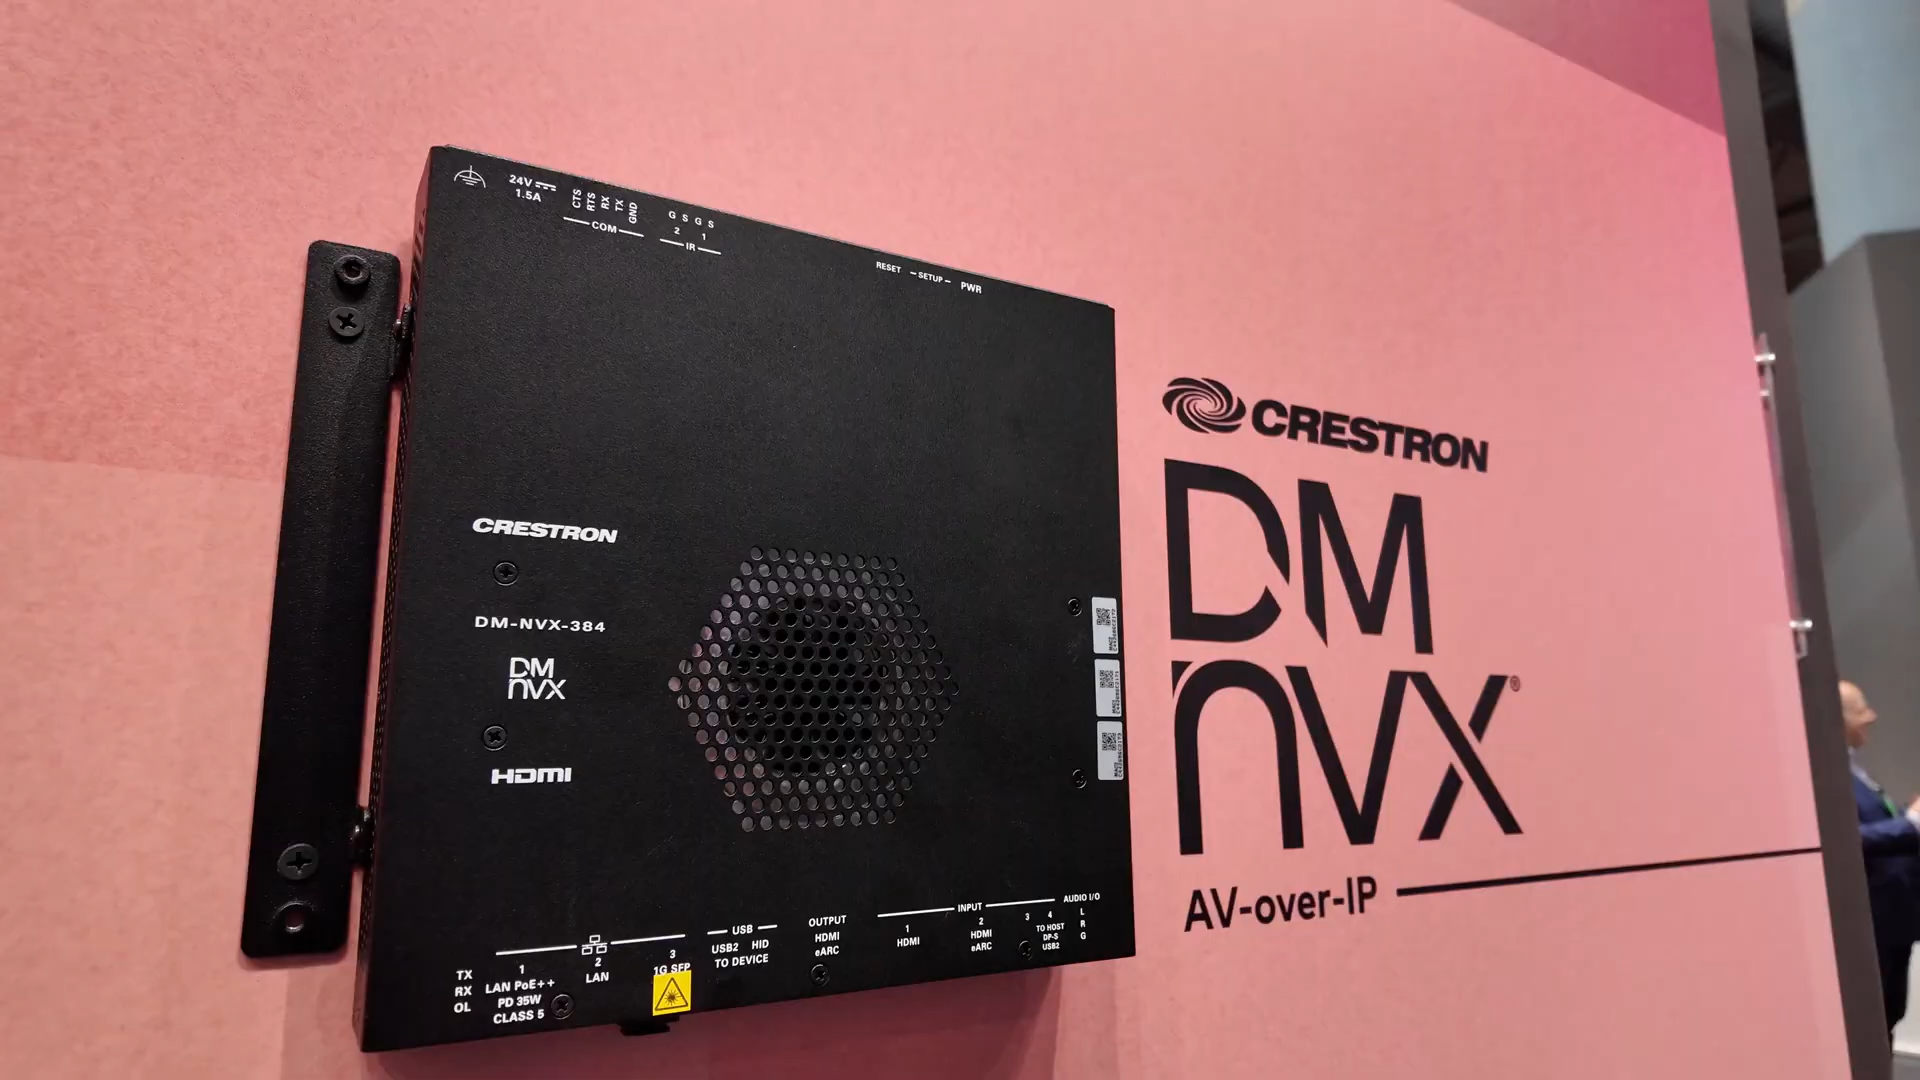 24V
1.5A
CTS
RTS
RX
TX
GND
COM
G S G S
2 1
IR
RESET SETUP PWR
CRESTRON
DM-NVX-384
DM
NVX
HDMI
TX
RX
OL
1
LAN PoE++
PD 35W
CLASS 5
2
LAN
3
1G SFP
USB
USB2 HID
TO DEVICE
OUTPUT
HDMI
eARC
INPUT
1
HDMI
2
HDMI
eARC
3
4
TO HOST
DP-S
USB2
AUDIO I/O
L
R
G
CRESTRON
DM
NVX®
AV-over-IP